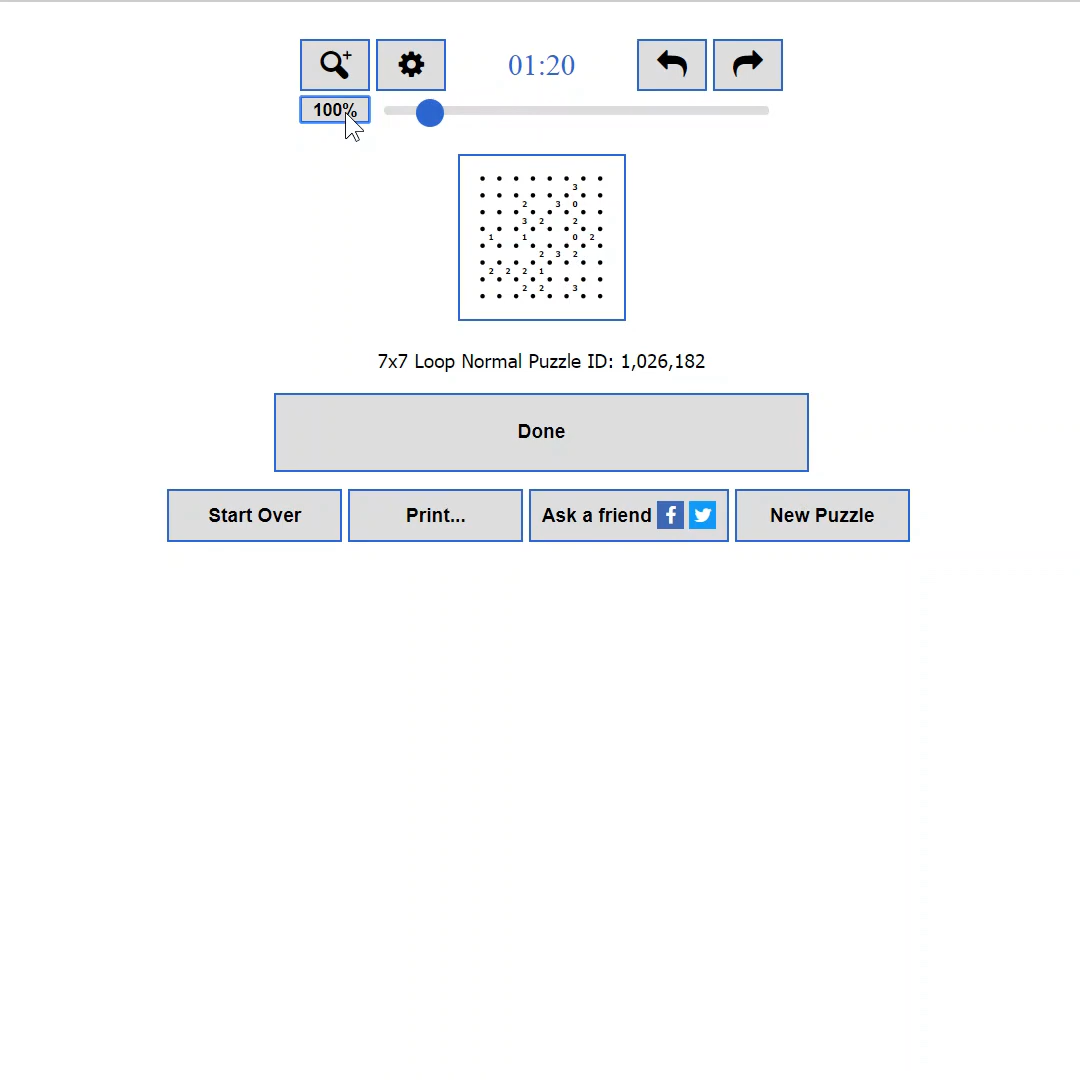 01:20
100%
3
2 3 0
3 2 2
1 1 0 2
2 3 2
2 2 2 1
2 2 3
7x7 Loop Normal Puzzle ID: 1,026,182
Done
Start Over Print... Ask a friend New Puzzle